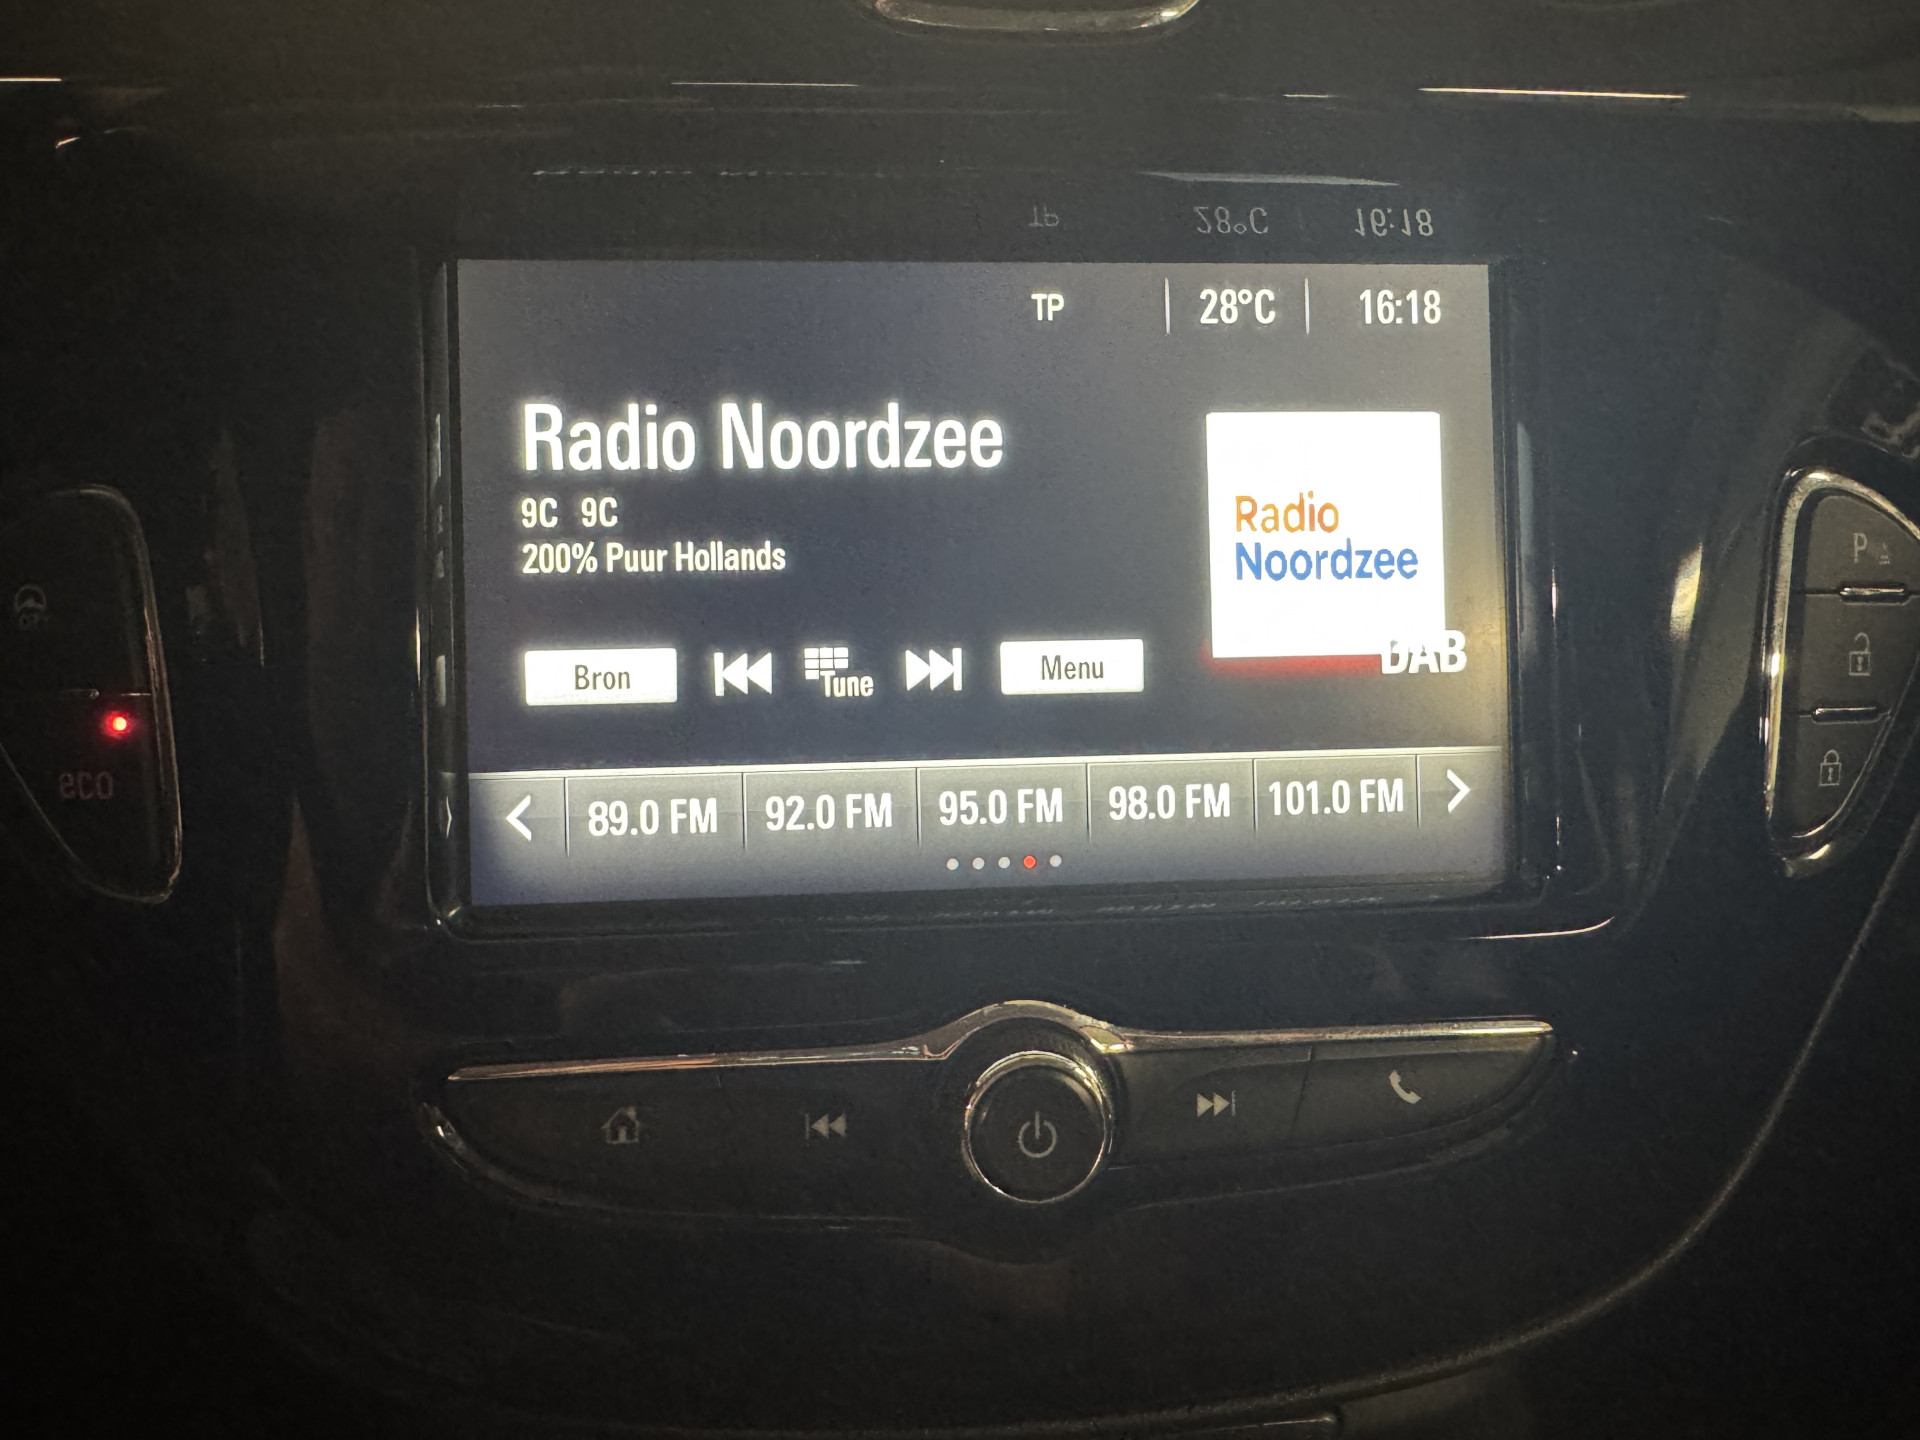 TP 28°C 16:18
Radio Noordzee
9C 9C
200% Puur Hollands
Radio
Noordzee
DAB
Bron Tune Menu
89.0 FM 92.0 FM 95.0 FM 98.0 FM 101.0 FM
eco
P